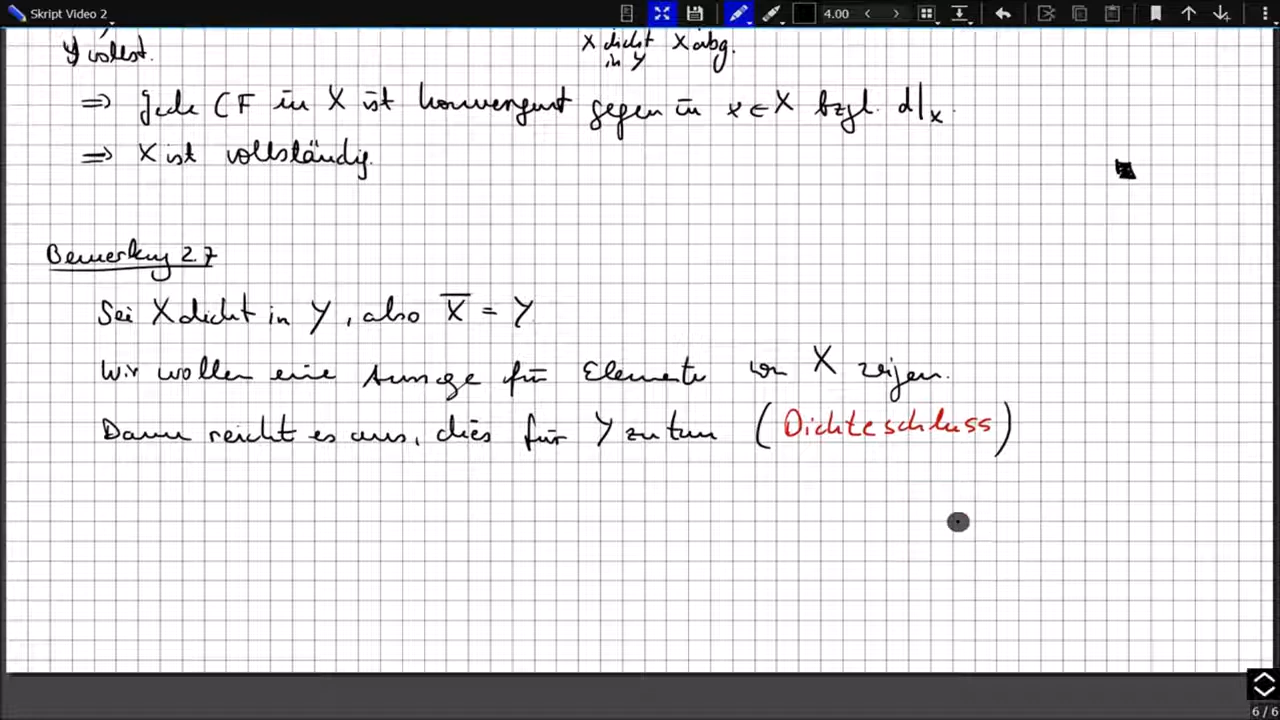 Skript Video 2
4.00
Y vollst. X dicht X abg.
in Y
⇒ Jede CF in X ist konvergent gegen ein x ∈ X bzgl. d|x.
⇒ X ist vollständig.
Bemerkung 2.7
Sei X dicht in Y, also X̅ = Y
Wir wollen eine Aussage für Elemente von X zeigen.
Dann reicht es aus, dies für Y zu tun (Dichteschluss)
6/6